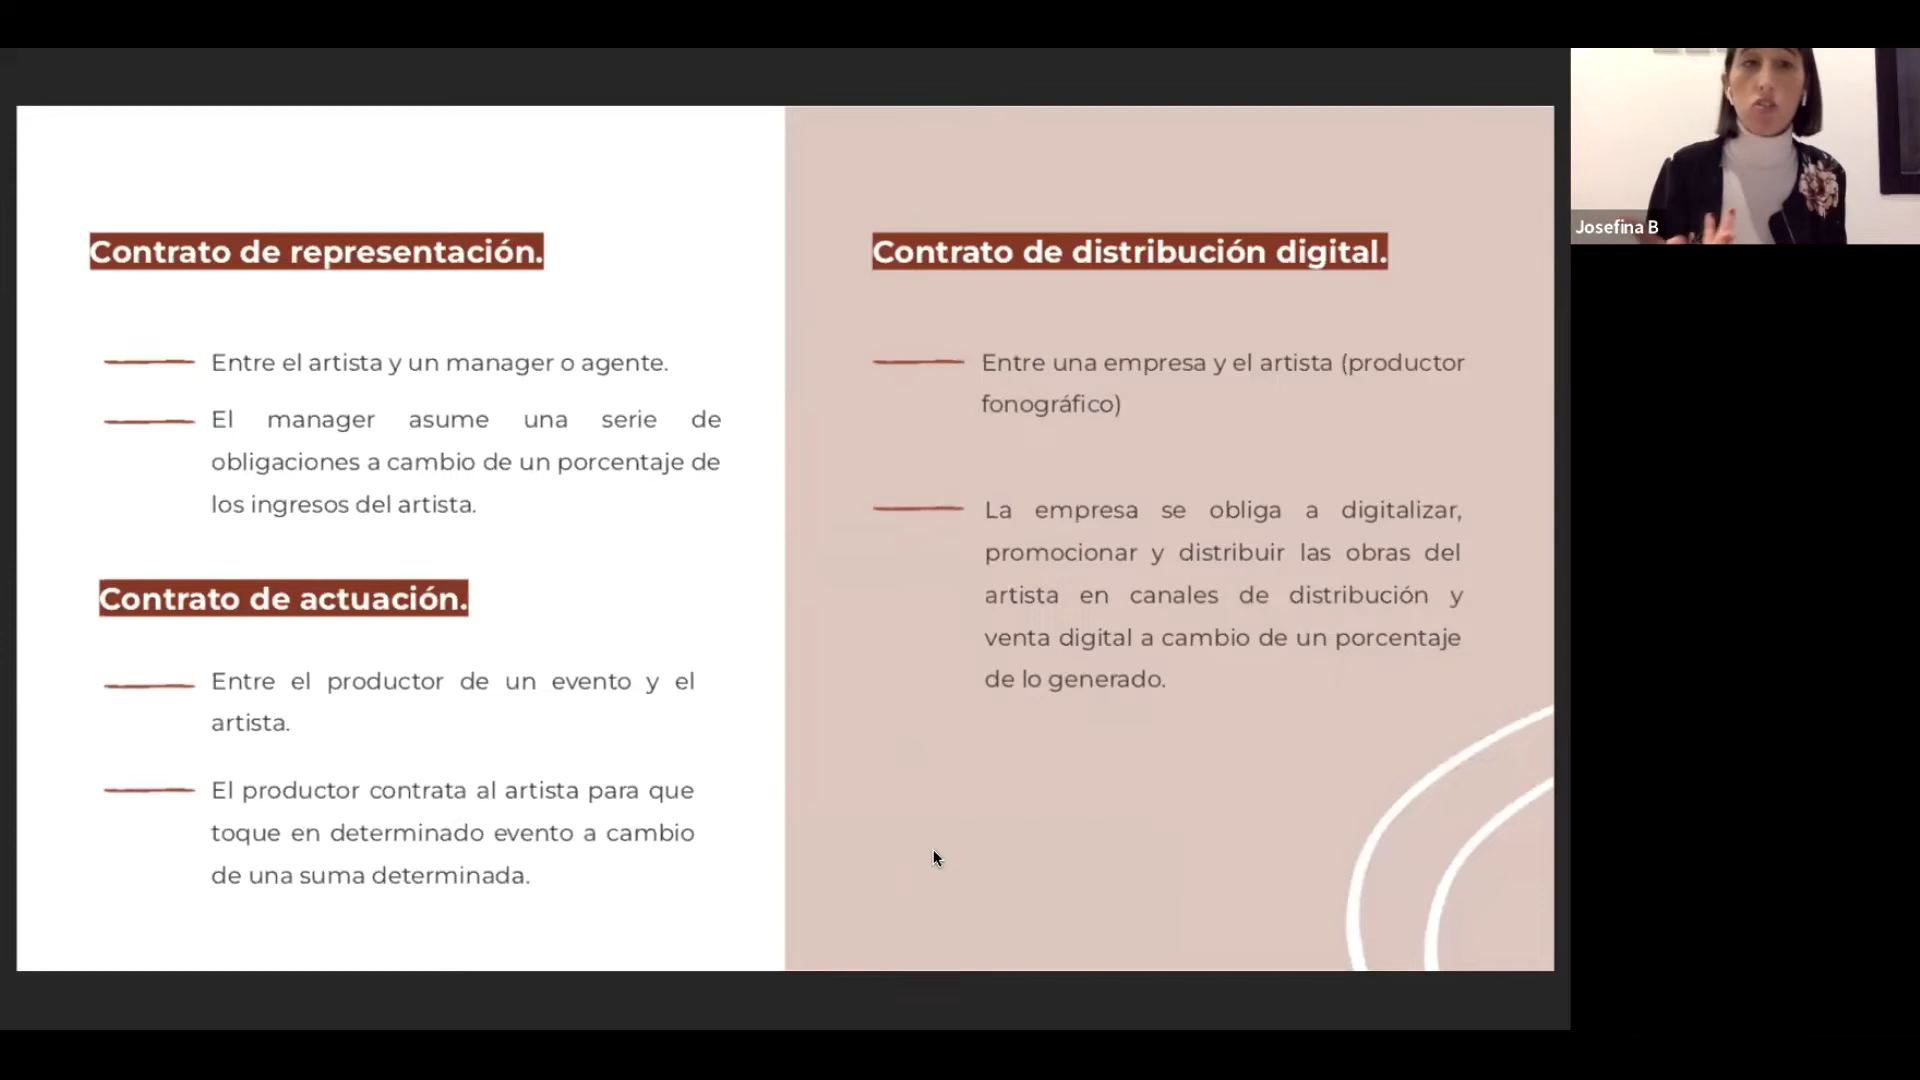 Contrato de representación.
Entre el artista y un manager o agente.
El manager asume una serie de
obligaciones a cambio de un porcentaje de
los ingresos del artista.
Contrato de actuación.
Entre el productor de un evento y el
artista.
El productor contrata al artista para que
toque en determinado evento a cambio
de una suma determinada.
Contrato de distribución digital.
Entre una empresa y el artista (productor
fonográfico)
La empresa se obliga a digitalizar,
promocionar y distribuir las obras del
artista en canales de distribución y
venta digital a cambio de un porcentaje
de lo generado.
Josefina B